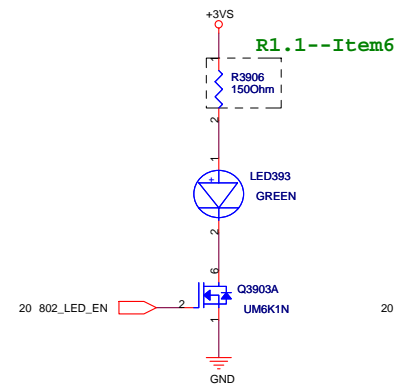 +3VS
R1.1--Item6
1
R3906
150Ohm
2
1
LED393
+
GREEN
2
6
Q3903A
20 802_LED_EN 2
UM6K1N
20
1
GND